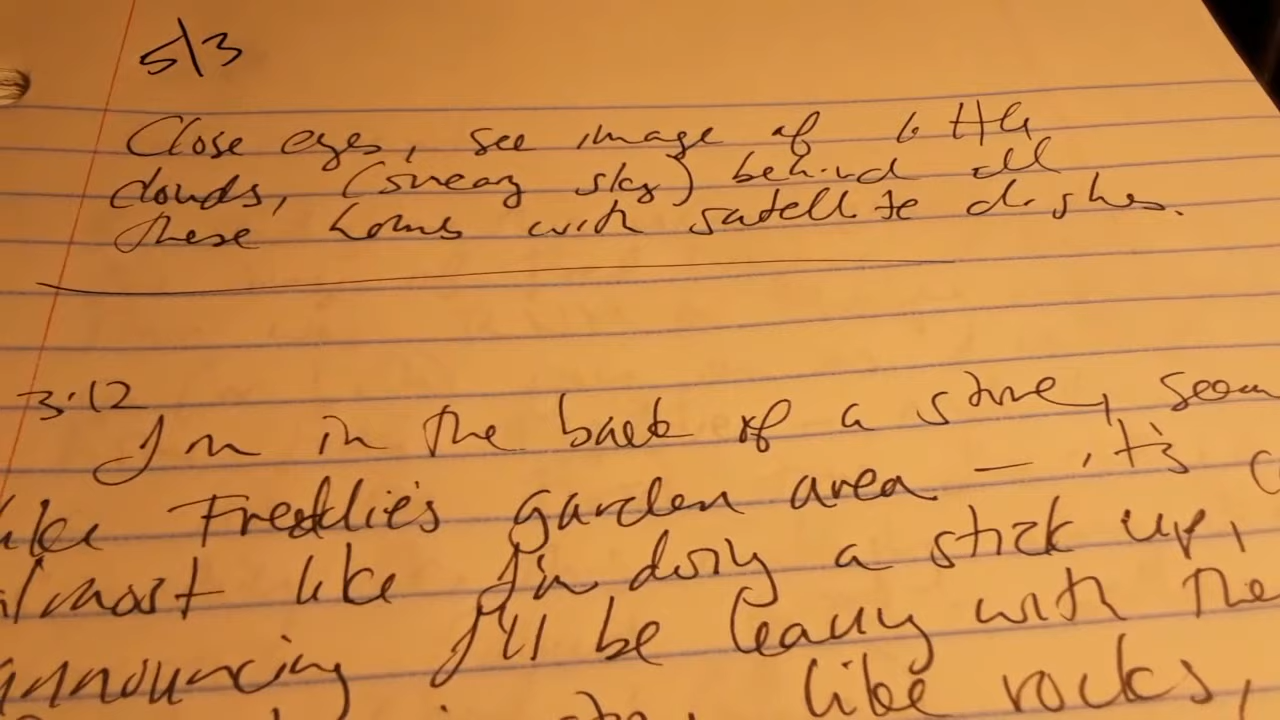 5\3
Close eyes, see image of
clouds, (sneaky sky) behind all
these homes with satellite dishes.
3:12
I'm in the back of a store, seem
like Freddie's garden area — it's
almost like I'm doing a stick up,
announcing I'll be leaving with the
like rocks,